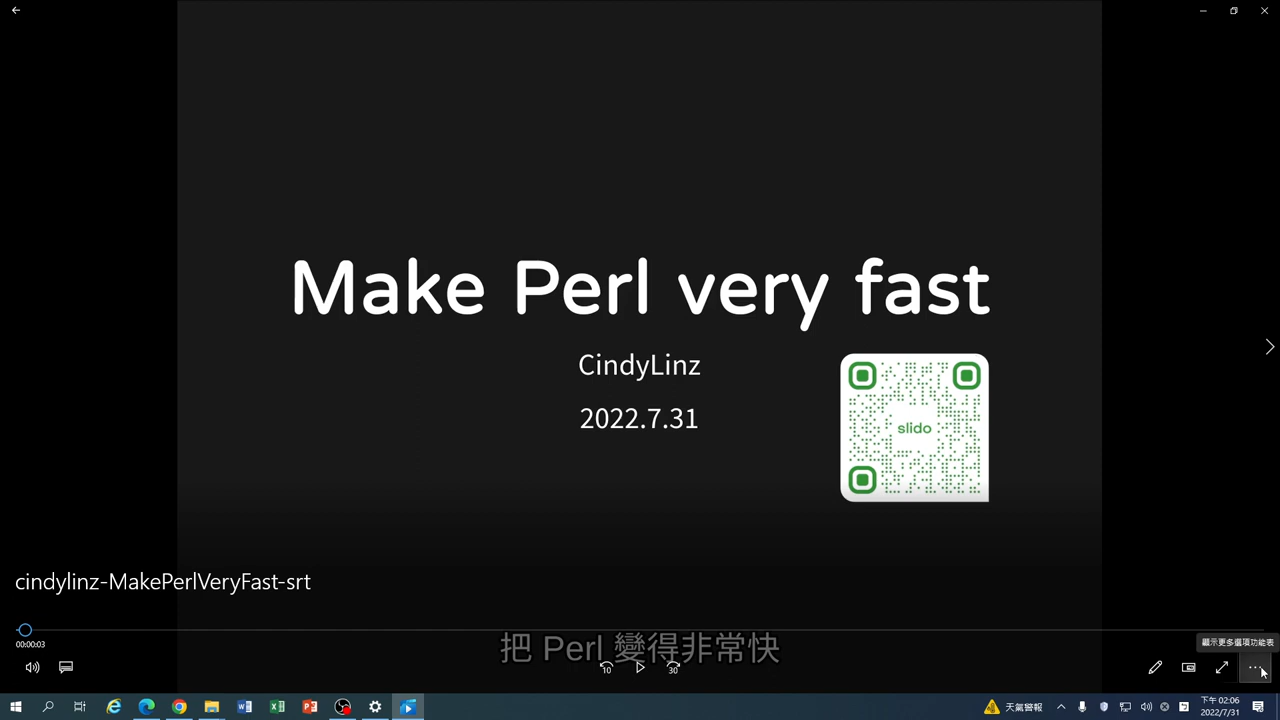 Make Perl very fast
CindyLinz
2022.7.31
slido
cindylinz-MakePerlVeryFast-srt
00:00:03
把 Perl 變得非常快
顯示更多選項功能表
10
30
天氣警報
下午 02:06
2022/7/31